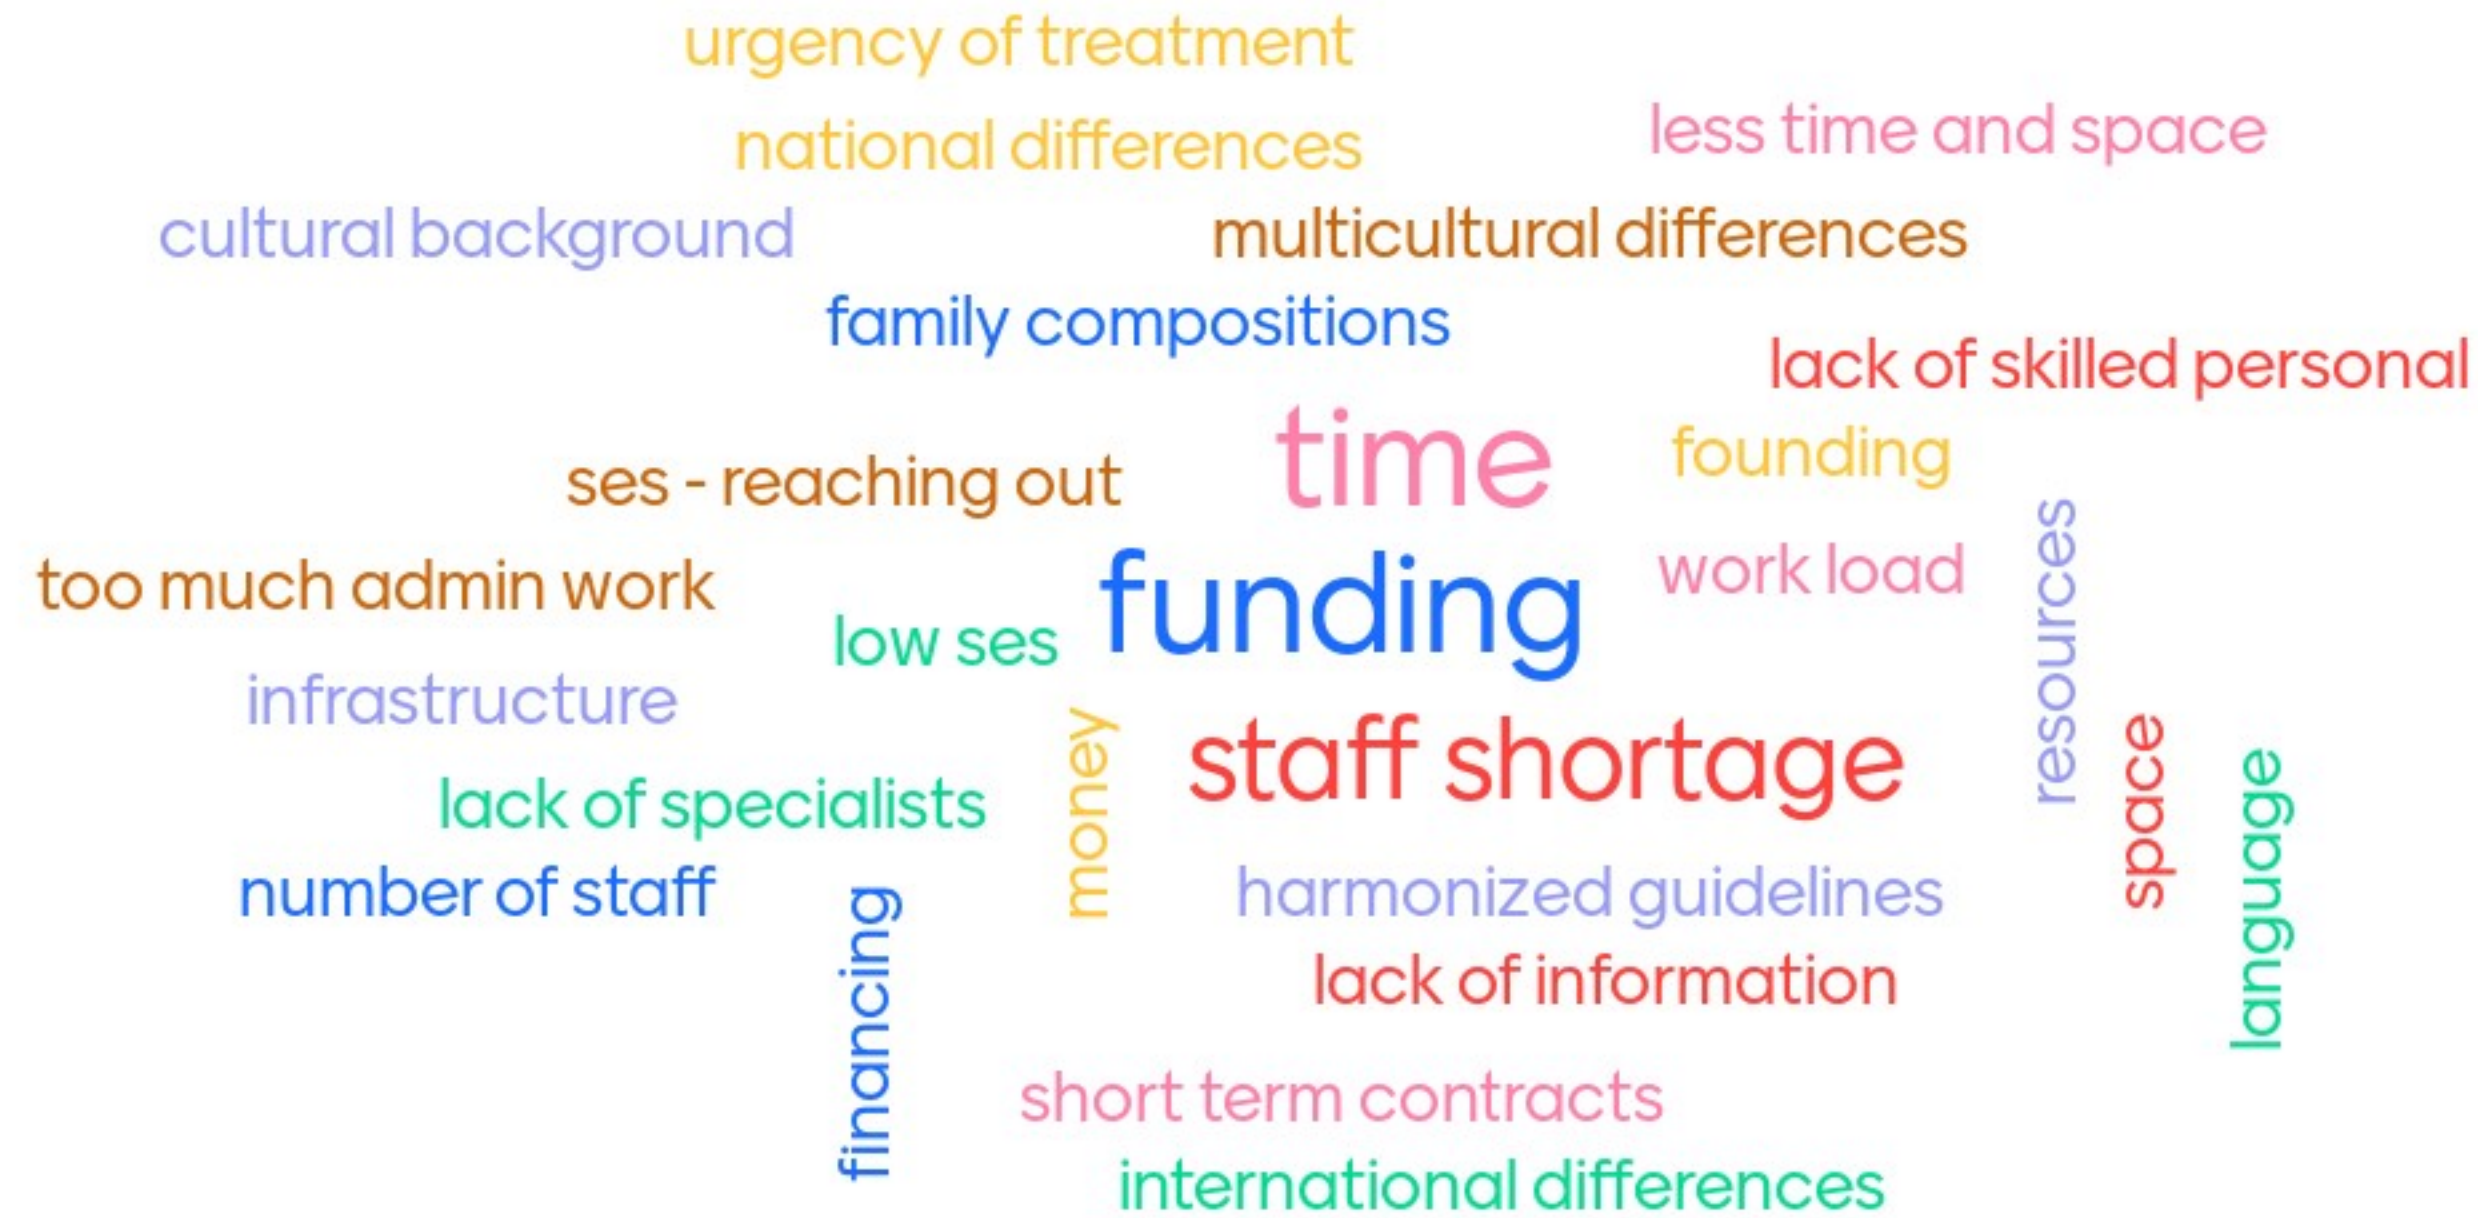 urgency of treatment
national differences
less time and space
cultural background
multicultural differences
family compositions
lack of skilled personal
time
founding
ses - reaching out
resources
work load
too much admin work
funding
low ses
infrastructure
money
staff shortage
space
language
lack of specialists
number of staff
financing
harmonized guidelines
lack of information
short term contracts
international differences